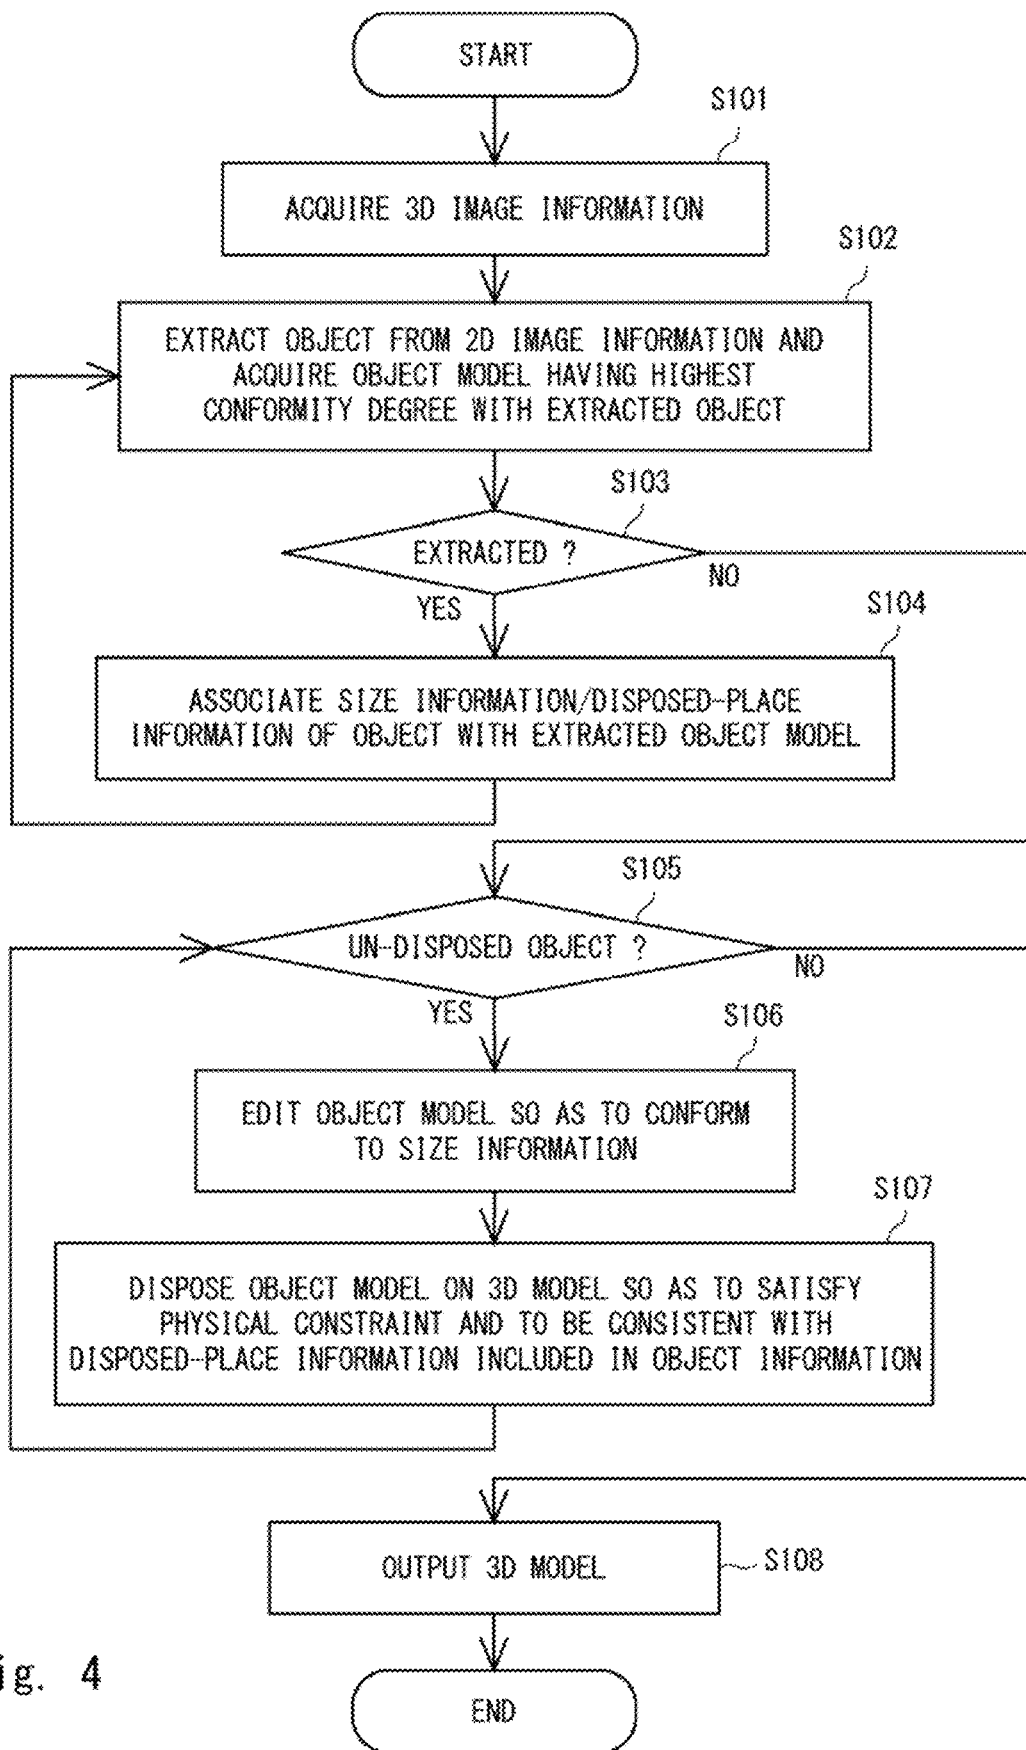 START
S101
ACQUIRE 3D IMAGE INFORMATION
S102
EXTRACT OBJECT FROM 2D IMAGE INFORMATION AND
ACQUIRE OBJECT MODEL HAVING HIGHEST
CONFORMITY DEGREE WITH EXTRACTED OBJECT
S103
EXTRACTED ?
NO
YES
S104
ASSOCIATE SIZE INFORMATION/DISPOSED-PLACE
INFORMATION OF OBJECT WITH EXTRACTED OBJECT MODEL
S105
UN-DISPOSED OBJECT ?
NO
YES
S106
EDIT OBJECT MODEL SO AS TO CONFORM
TO SIZE INFORMATION
S107
DISPOSE OBJECT MODEL ON 3D MODEL SO AS TO SATISFY
PHYSICAL CONSTRAINT AND TO BE CONSISTENT WITH
DISPOSED-PLACE INFORMATION INCLUDED IN OBJECT INFORMATION
OUTPUT 3D MODEL
S108
ig. 4
END